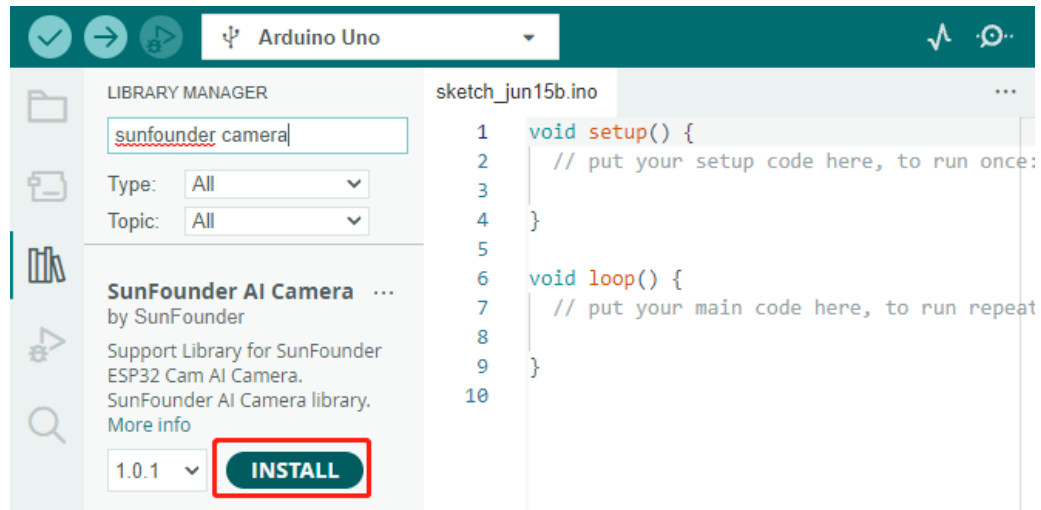 Arduino Uno
LIBRARY MANAGER
sunfounder camera
Type: All
Topic: All
SunFounder AI Camera ...
by SunFounder
Support Library for SunFounder
ESP32 Cam AI Camera.
SunFounder AI Camera library.
More info
1.0.1 INSTALL
sketch_jun15b.ino ...
1 void setup() {
2 // put your setup code here, to run once:
3
4 }
5
6 void loop() {
7 // put your main code here, to run repeat
8
9 }
10